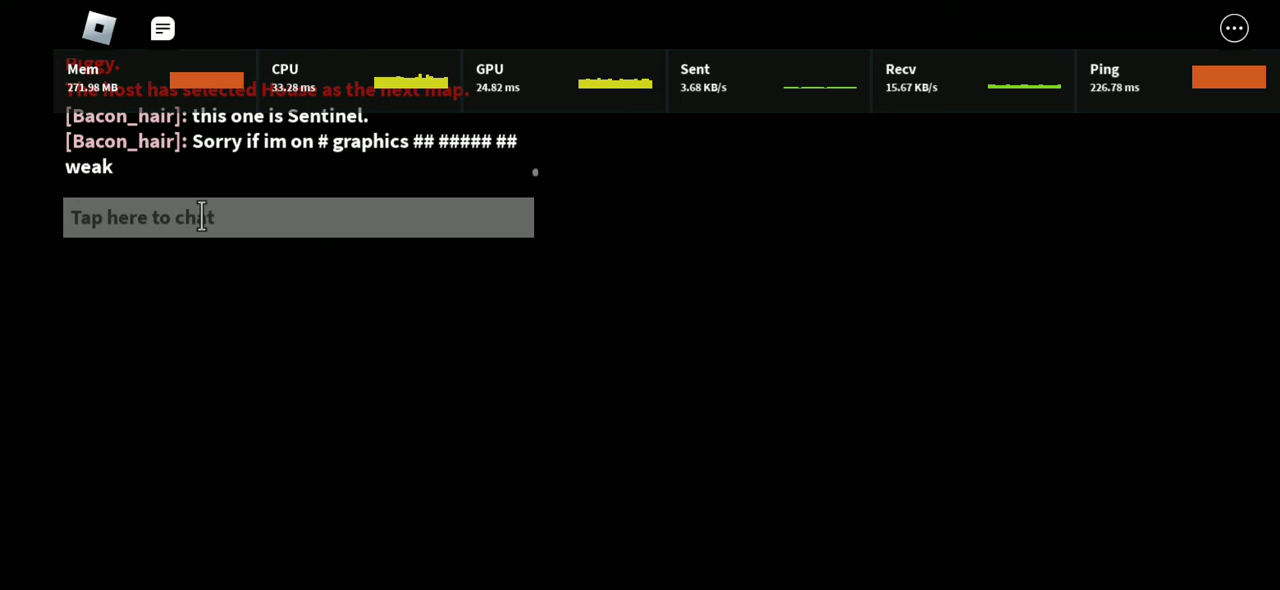 Piggy.
Mem
271.98 MB
CPU
33.28 ms
GPU
24.82 ms
Sent
3.68 KB/s
Recv
15.67 KB/s
Ping
226.78 ms
The host has selected House as the next map.
[Bacon_hair]: this one is Sentinel.
[Bacon_hair]: Sorry if im on # graphics ## ##### ##
weak
Tap here to chat